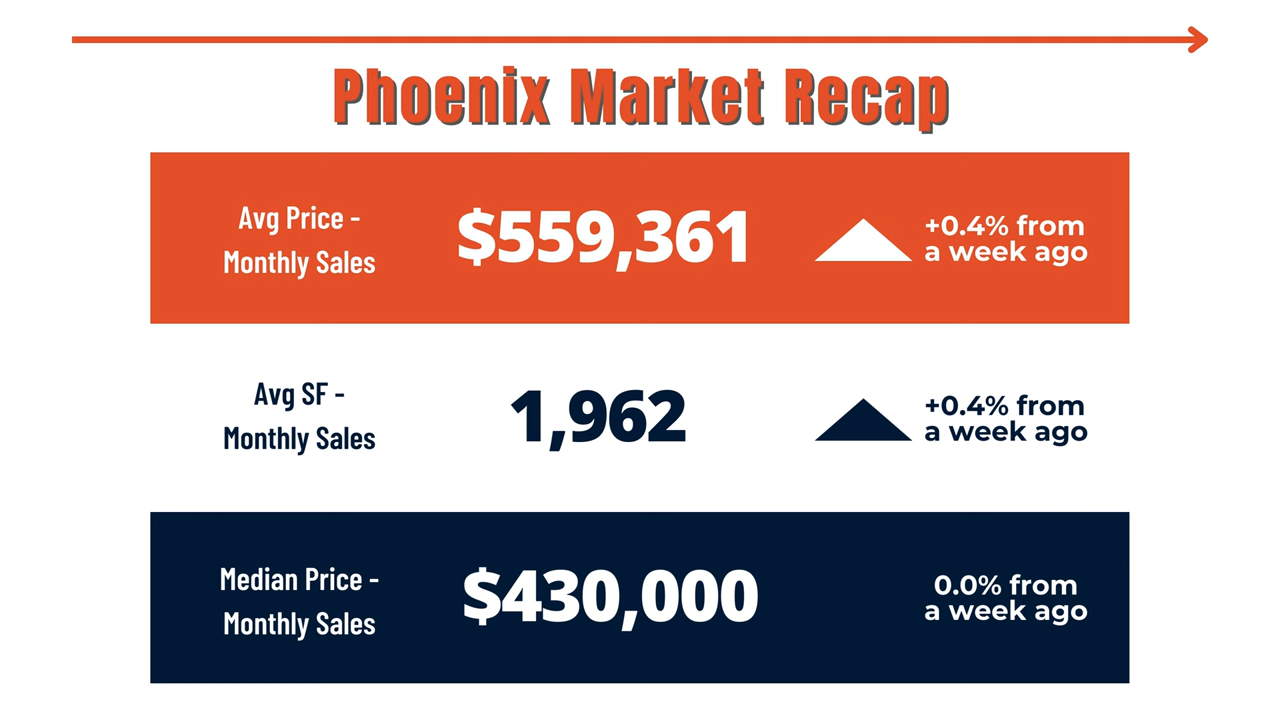 Phoenix Market Recap
Avg Price -
Monthly Sales
$559,361
+0.4% from
a week ago
Avg SF -
Monthly Sales
1,962
+0.4% from
a week ago
Median Price -
Monthly Sales
$430,000
0.0% from
a week ago